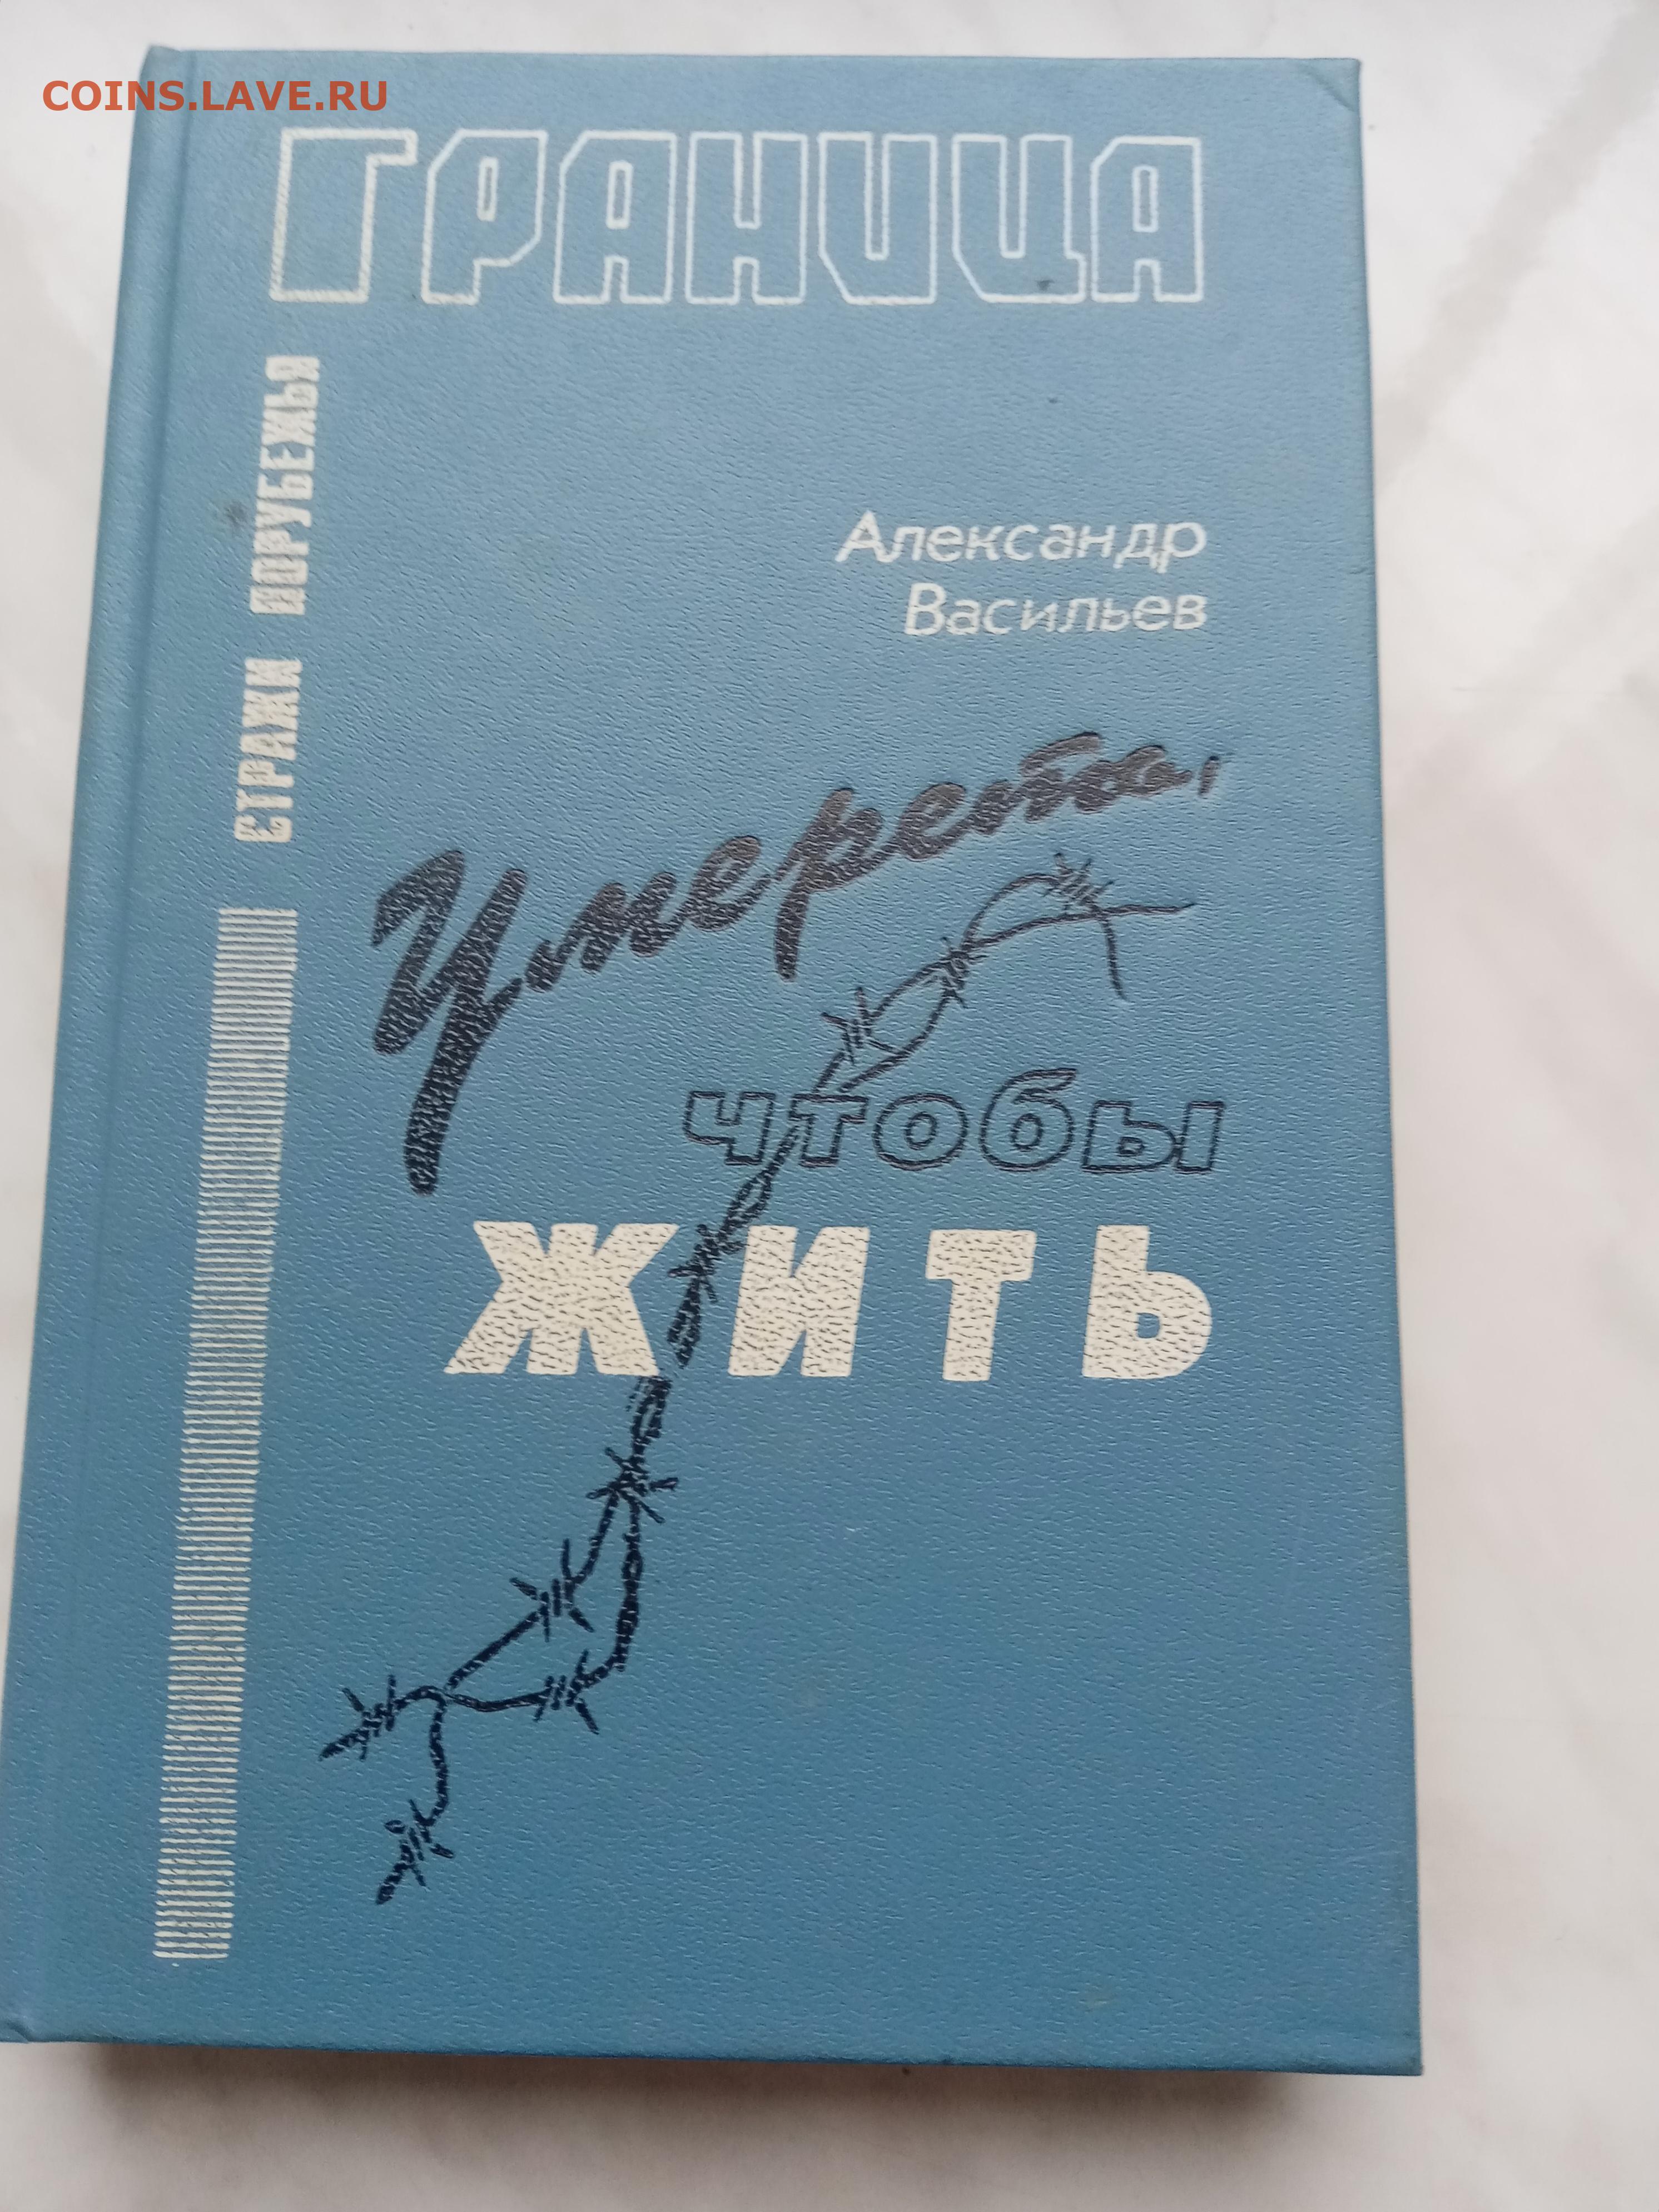 COINS.LAVE.RU
ГРАНИЦА
СТРАЖИ ПОРУБЕЖЬЯ
Александр
Васильев
Умереть,
чтобы
ЖИТЬ